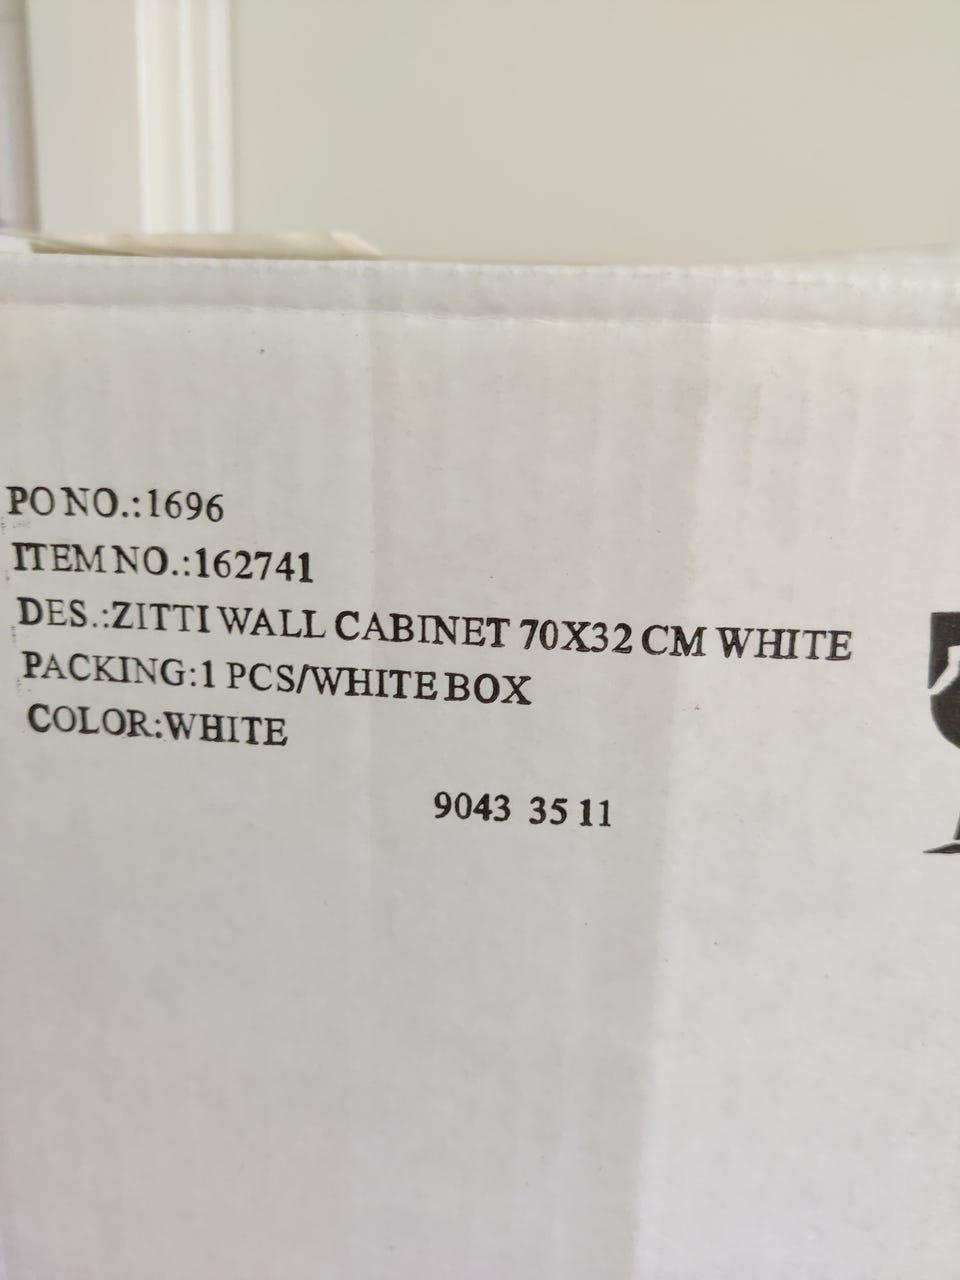 PO NO.:1696
ITEM NO.:162741
DES.:ZITTI WALL CABINET 70X32 CM WHITE
PACKING:1 PCS/WHITE BOX
COLOR:WHITE
9043 35 11